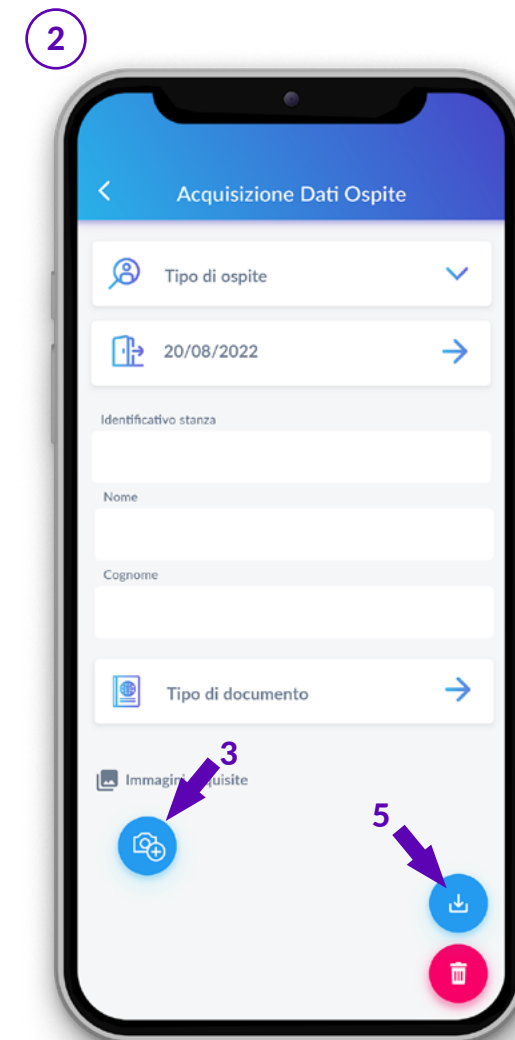 2
Acquisizione Dati Ospite
Tipo di ospite
20/08/2022
Identificativo stanza
Nome
Cognome
Tipo di documento
3
Immagini
5